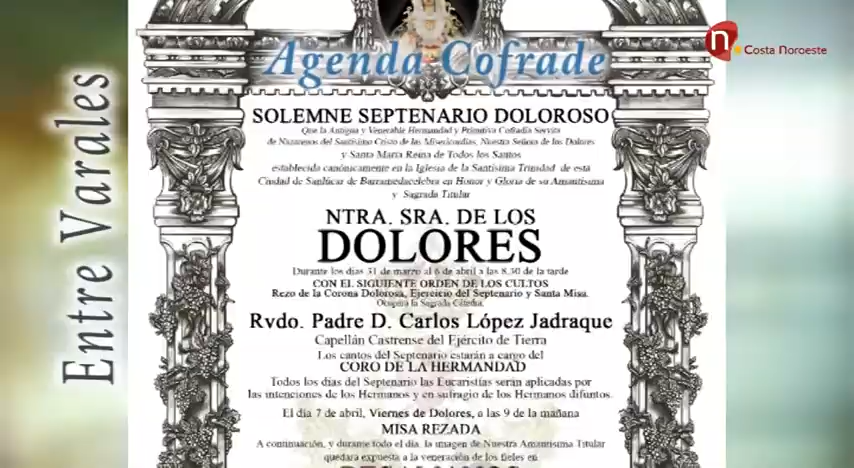 Costa Noroeste
Agenda Cofrade
Entre Varales
SOLEMNE SEPTENARIO DOLOROSO
Que la Antigua y Venerable Hermandad y Primitiva Cofradía Servita
de Nazarenos del Santísimo Cristo de las Misericordias, Nuestra Señora de los Dolores
y Santa María Reina de Todos los Santos
establecida canónicamente en la Iglesia de la Santísima Trinidad de esta
Ciudad de Sanlúcar de Barramedacelebra en Honor y Gloria de su Amantísima
y Sagrada Titular
NTRA. SRA. DE LOS
DOLORES
Durante los días 31 de marzo al 6 de abril a las 8,30 de la tarde
CON EL SIGUIENTE ORDEN DE LOS CULTOS
Rezo de la Corona Dolorosa, Ejercicio del Septenario y Santa Misa.
Ocupará la Sagrada Cátedra.
Rvdo. Padre D. Carlos López Jadraque
Capellán Castrense del Ejército de Tierra
Los cantos del Septenario estarán a cargo del
CORO DE LA HERMANDAD
Todos los días del Septenario las Eucaristías serán aplicadas por
las intenciones de los Hermanos y en sufragio de los Hermanos difuntos.
El día 7 de abril, Viernes de Dolores, a las 9 de la mañana
MISA REZADA
A continuación, y durante todo el día, la imagen de Nuestra Amantísima Titular
quedará expuesta a la veneración de los fieles en